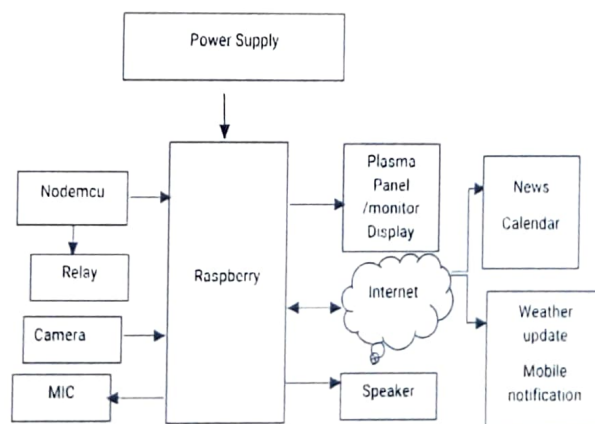 Power Supply
Nodemcu
Relay
Camera
MIC
Raspberry
Plasma
Panel
/monitor
Display
Internet
Speaker
News
Calendar
Weather
update
Mobile
notification